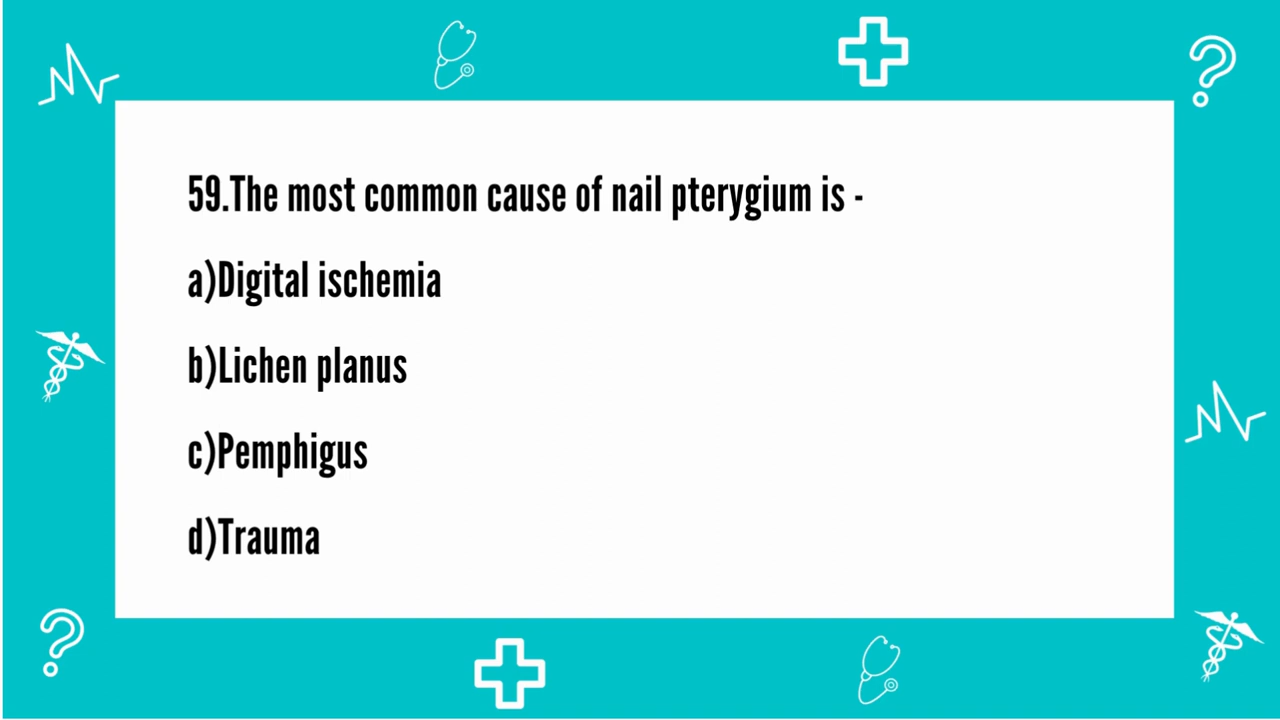 59.The most common cause of nail pterygium is -
a)Digital ischemia
b)Lichen planus
c)Pemphigus
d)Trauma